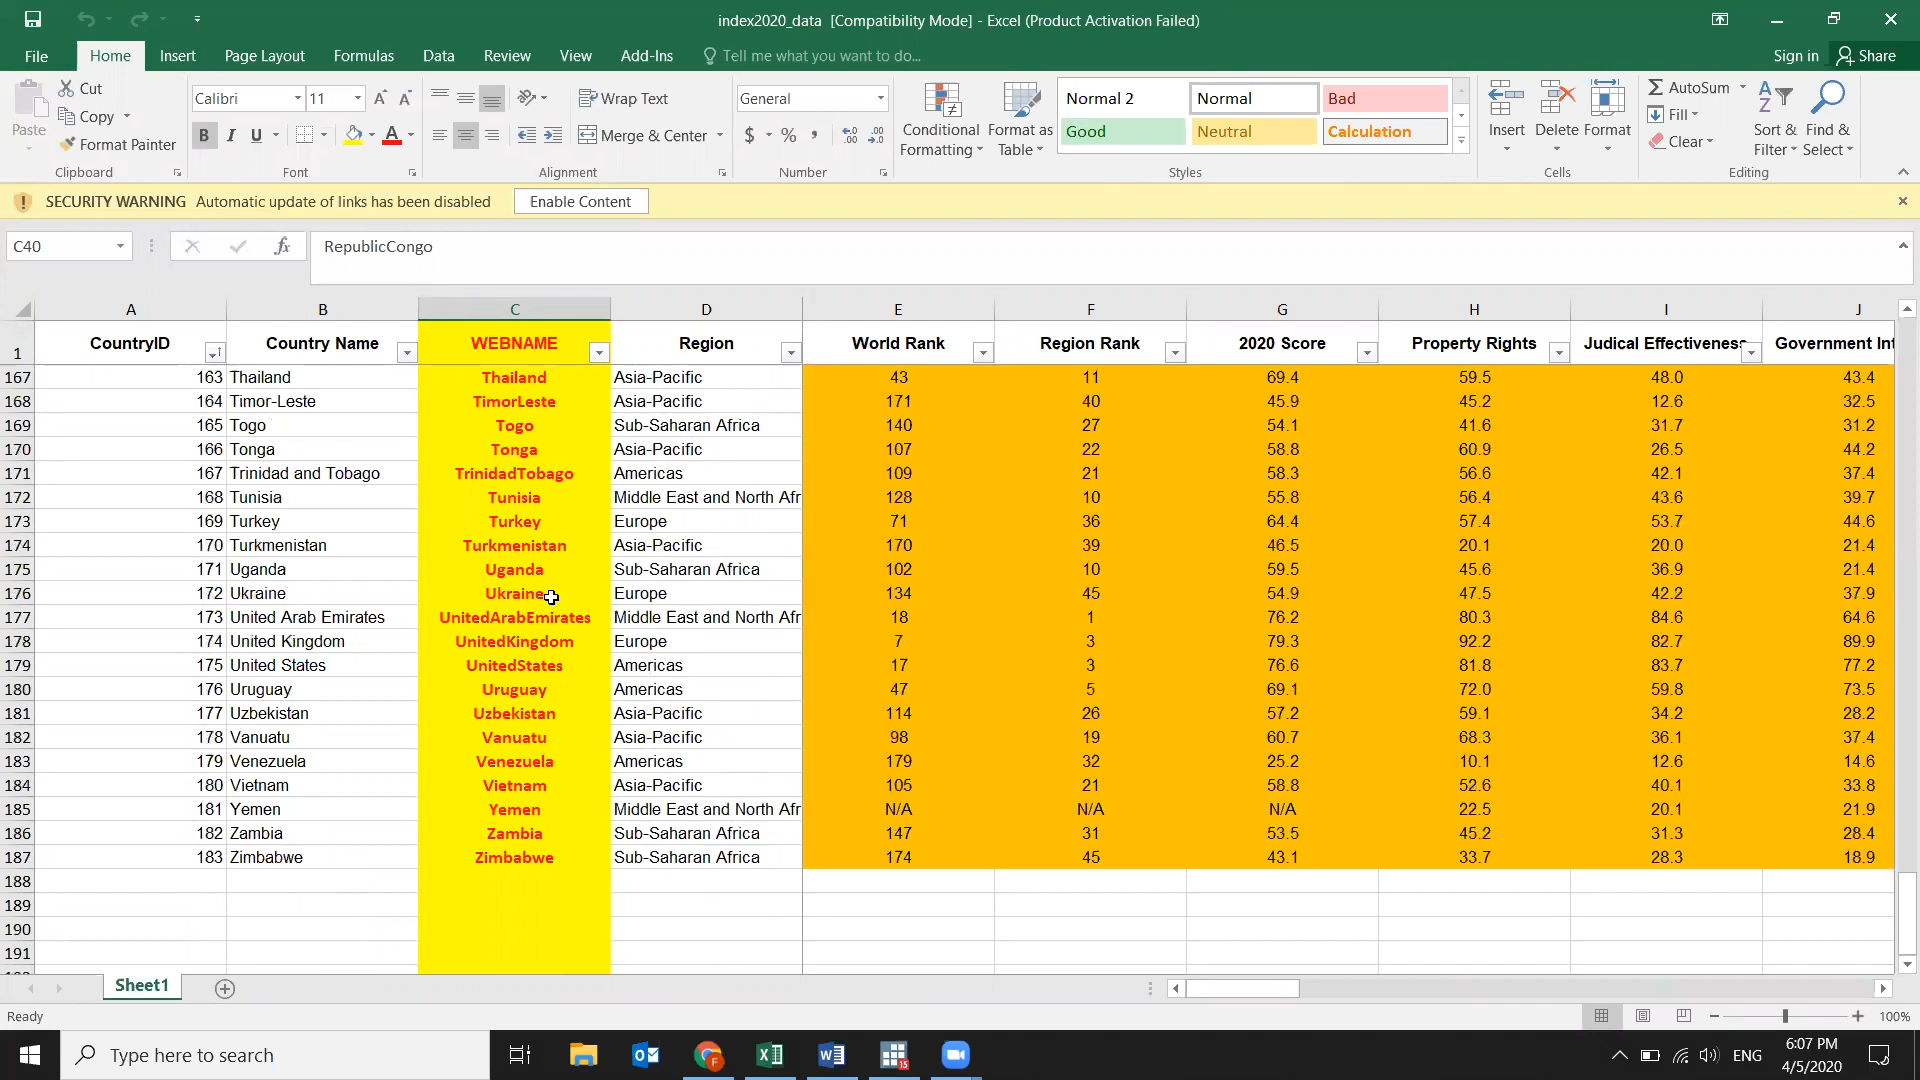 index2020_data [Compatibility Mode] - Excel (Product Activation Failed)
File Home Insert Page Layout Formulas Data Review View Add-Ins Tell me what you want to do... Sign in Share
Paste Cut Copy Format Painter Clipboard
Calibri 11 B I U A Font
Wrap Text Merge & Center Alignment
General $ % , Number
Conditional Formatting Format as Table Normal 2 Normal Bad Good Neutral Calculation Styles
Insert Delete Format Cells
AutoSum Fill Clear Sort & Filter Find & Select Editing
SECURITY WARNING Automatic update of links has been disabled Enable Content
C40 fx RepublicCongo
A B C D E F G H I J
1 CountryID Country Name WEBNAME Region World Rank Region Rank 2020 Score Property Rights Judical Effectiveness Government Int
167 163 Thailand Thailand Asia-Pacific 43 11 69.4 59.5 48.0 43.4
168 164 Timor-Leste TimorLeste Asia-Pacific 171 40 45.9 45.2 12.6 32.5
169 165 Togo Togo Sub-Saharan Africa 140 27 54.1 41.6 31.7 31.2
170 166 Tonga Tonga Asia-Pacific 107 22 58.8 60.9 26.5 44.2
171 167 Trinidad and Tobago TrinidadTobago Americas 109 21 58.3 56.6 42.1 37.4
172 168 Tunisia Tunisia Middle East and North Afr 128 10 55.8 56.4 43.6 39.7
173 169 Turkey Turkey Europe 71 36 64.4 57.4 53.7 44.6
174 170 Turkmenistan Turkmenistan Asia-Pacific 170 39 46.5 20.1 20.0 21.4
175 171 Uganda Uganda Sub-Saharan Africa 102 10 59.5 45.6 36.9 21.4
176 172 Ukraine Ukraine Europe 134 45 54.9 47.5 42.2 37.9
177 173 United Arab Emirates UnitedArabEmirates Middle East and North Afr 18 1 76.2 80.3 84.6 64.6
178 174 United Kingdom UnitedKingdom Europe 7 3 79.3 92.2 82.7 89.9
179 175 United States UnitedStates Americas 17 3 76.6 81.8 83.7 77.2
180 176 Uruguay Uruguay Americas 47 5 69.1 72.0 59.8 73.5
181 177 Uzbekistan Uzbekistan Asia-Pacific 114 26 57.2 59.1 34.2 28.2
182 178 Vanuatu Vanuatu Asia-Pacific 98 19 60.7 68.3 36.1 37.4
183 179 Venezuela Venezuela Americas 179 32 25.2 10.1 12.6 14.6
184 180 Vietnam Vietnam Asia-Pacific 105 21 58.8 52.6 40.1 33.8
185 181 Yemen Yemen Middle East and North Afr N/A N/A N/A 22.5 20.1 21.9
186 182 Zambia Zambia Sub-Saharan Africa 147 31 53.5 45.2 31.3 28.4
187 183 Zimbabwe Zimbabwe Sub-Saharan Africa 174 45 43.1 33.7 28.3 18.9
188
189
190
191
Sheet1
Ready 100%
Type here to search ENG 6:07 PM
4/5/2020